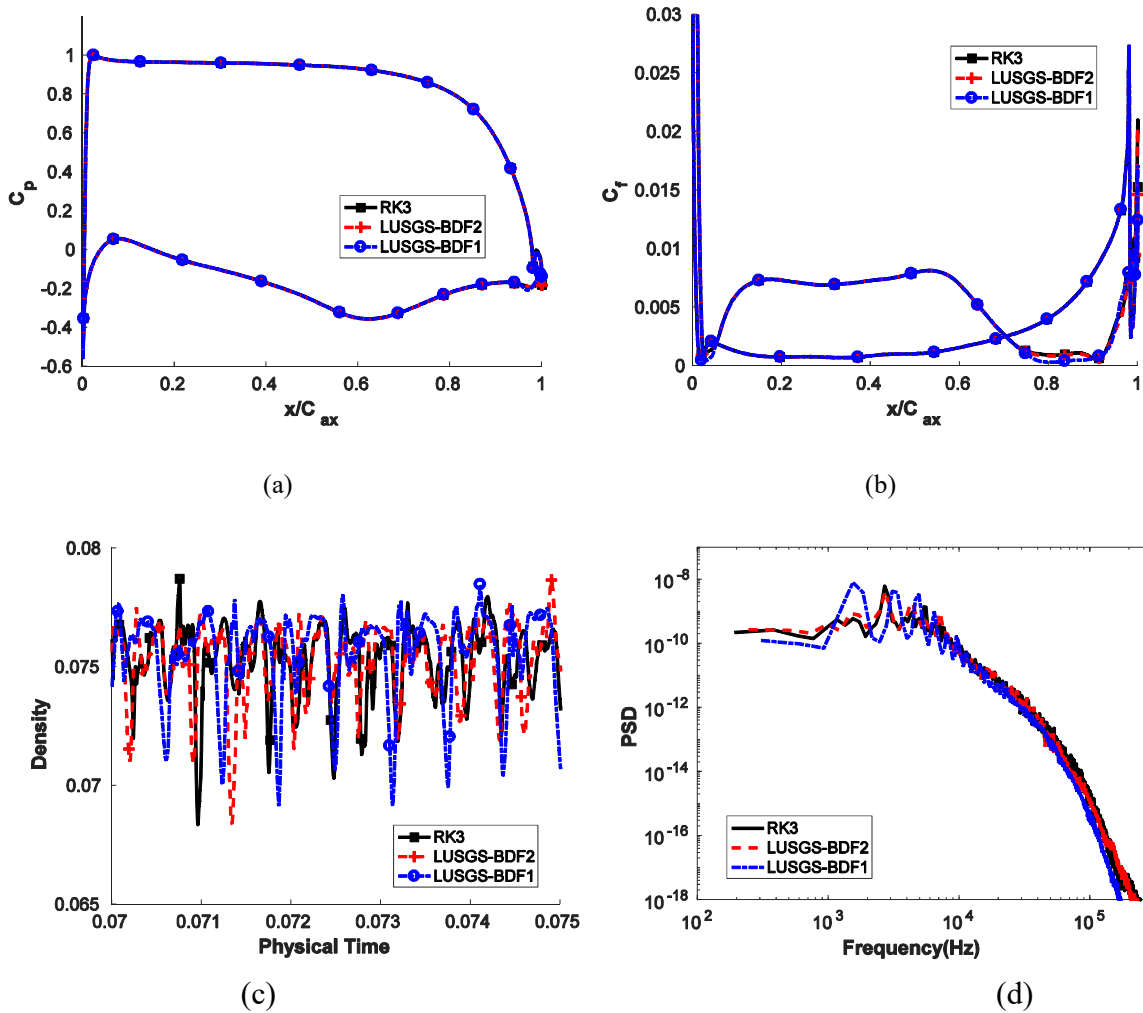 1
0.8
0.6
0.4
0.2
0
-0.2
-0.4
-0.6
C_p
0 0.2 0.4 0.6 0.8 1
x/C_ax
RK3
LUSGS-BDF2
LUSGS-BDF1
(a)
0.03
0.025
0.02
0.015
0.01
0.005
0
C_f
0 0.2 0.4 0.6 0.8 1
x/C_ax
RK3
LUSGS-BDF2
LUSGS-BDF1
(b)
0.08
0.075
0.07
0.065
Density
0.07 0.071 0.072 0.073 0.074 0.075
Physical Time
RK3
LUSGS-BDF2
LUSGS-BDF1
(c)
10^-8
10^-10
10^-12
10^-14
10^-16
10^-18
PSD
10^2 10^3 10^4 10^5
Frequency(Hz)
RK3
LUSGS-BDF2
LUSGS-BDF1
(d)